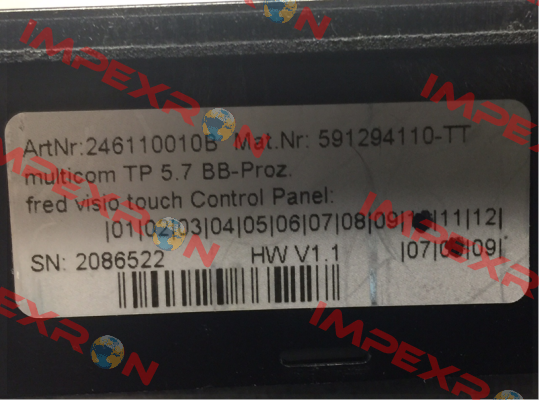 ArtNr:246110010B Mat.Nr: 591294110-TT
multicom TP 5.7 BB-Proz.
fred visio touch Control Panel:
|01|02|03|04|05|06|07|08|09|10|11|12|
SN: 2086522 HW V1.1 |07|08|09|
IMPEXRON
IMPEXRON
IMPEXRON